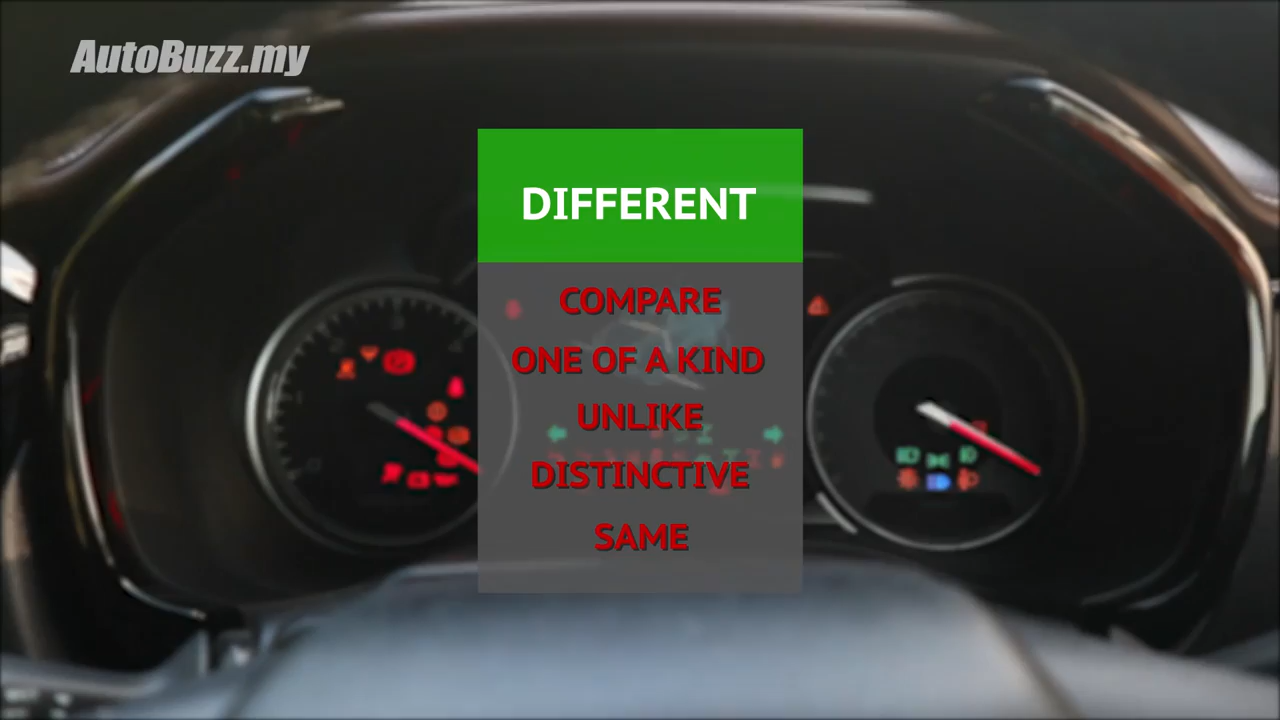 AutoBuzz.my
DIFFERENT
COMPARE
ONE OF A KIND
UNLIKE
DISTINCTIVE
SAME